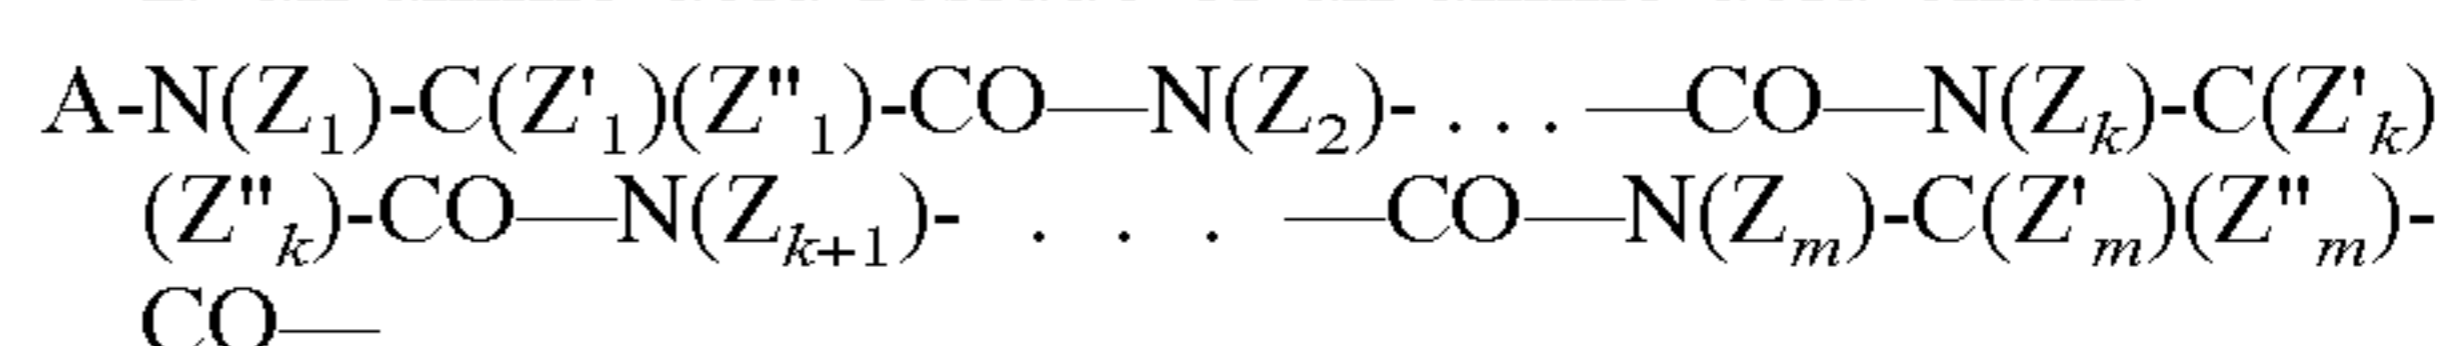 A-N(Z₁)-C(Z'₁)(Z"₁)-CO—N(Z₂)- . . . —CO—N(Zₖ)-C(Z'ₖ)
(Z"ₖ)-CO—N(Zₖ₊₁)- . . . —CO—N(Zₘ)-C(Z'ₘ)(Z"ₘ)-
CO—